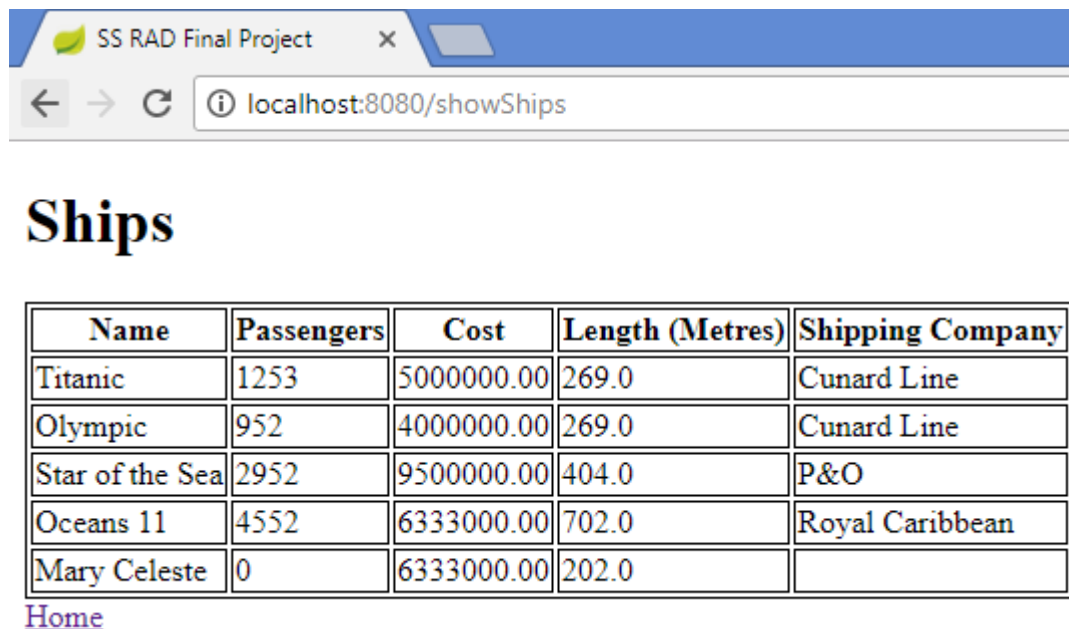 SS RAD Final Project
localhost:8080/showShips
Ships
Name Passengers Cost Length (Metres) Shipping Company
Titanic 1253 5000000.00 269.0 Cunard Line
Olympic 952 4000000.00 269.0 Cunard Line
Star of the Sea 2952 9500000.00 404.0 P&O
Oceans 11 4552 6333000.00 702.0 Royal Caribbean
Mary Celeste 0 6333000.00 202.0
Home